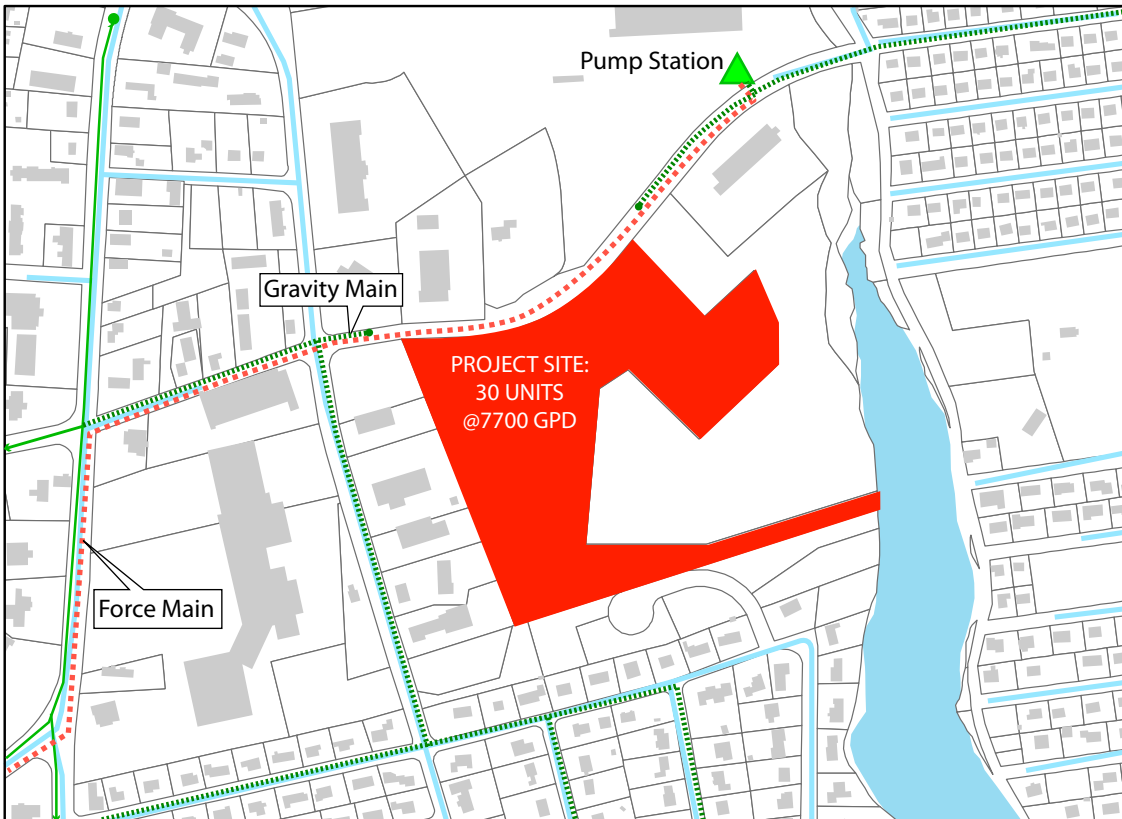 Pump Station
Gravity Main
PROJECT SITE:
30 UNITS
@7700 GPD
Force Main